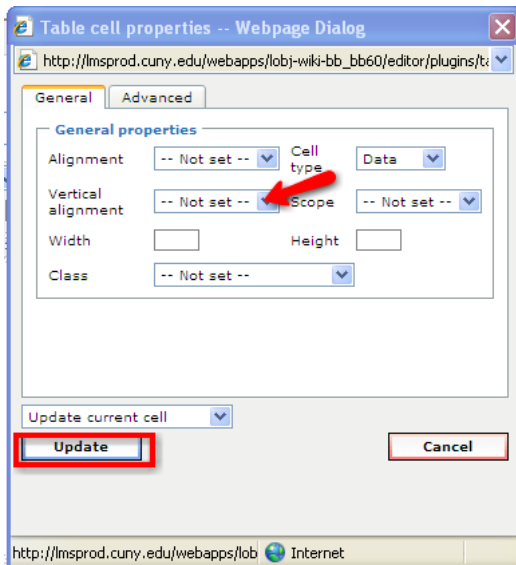 Table cell properties -- Webpage Dialog
http://lmsprod.cuny.edu/webapps/lobj-wiki-bb_bb60/editor/plugins/ta
General Advanced
General properties
Alignment -- Not set -- Cell type Data
Vertical alignment -- Not set -- Scope -- Not set --
Width Height
Class -- Not set --
Update current cell
Update Cancel
http://lmsprod.cuny.edu/webapps/lob Internet